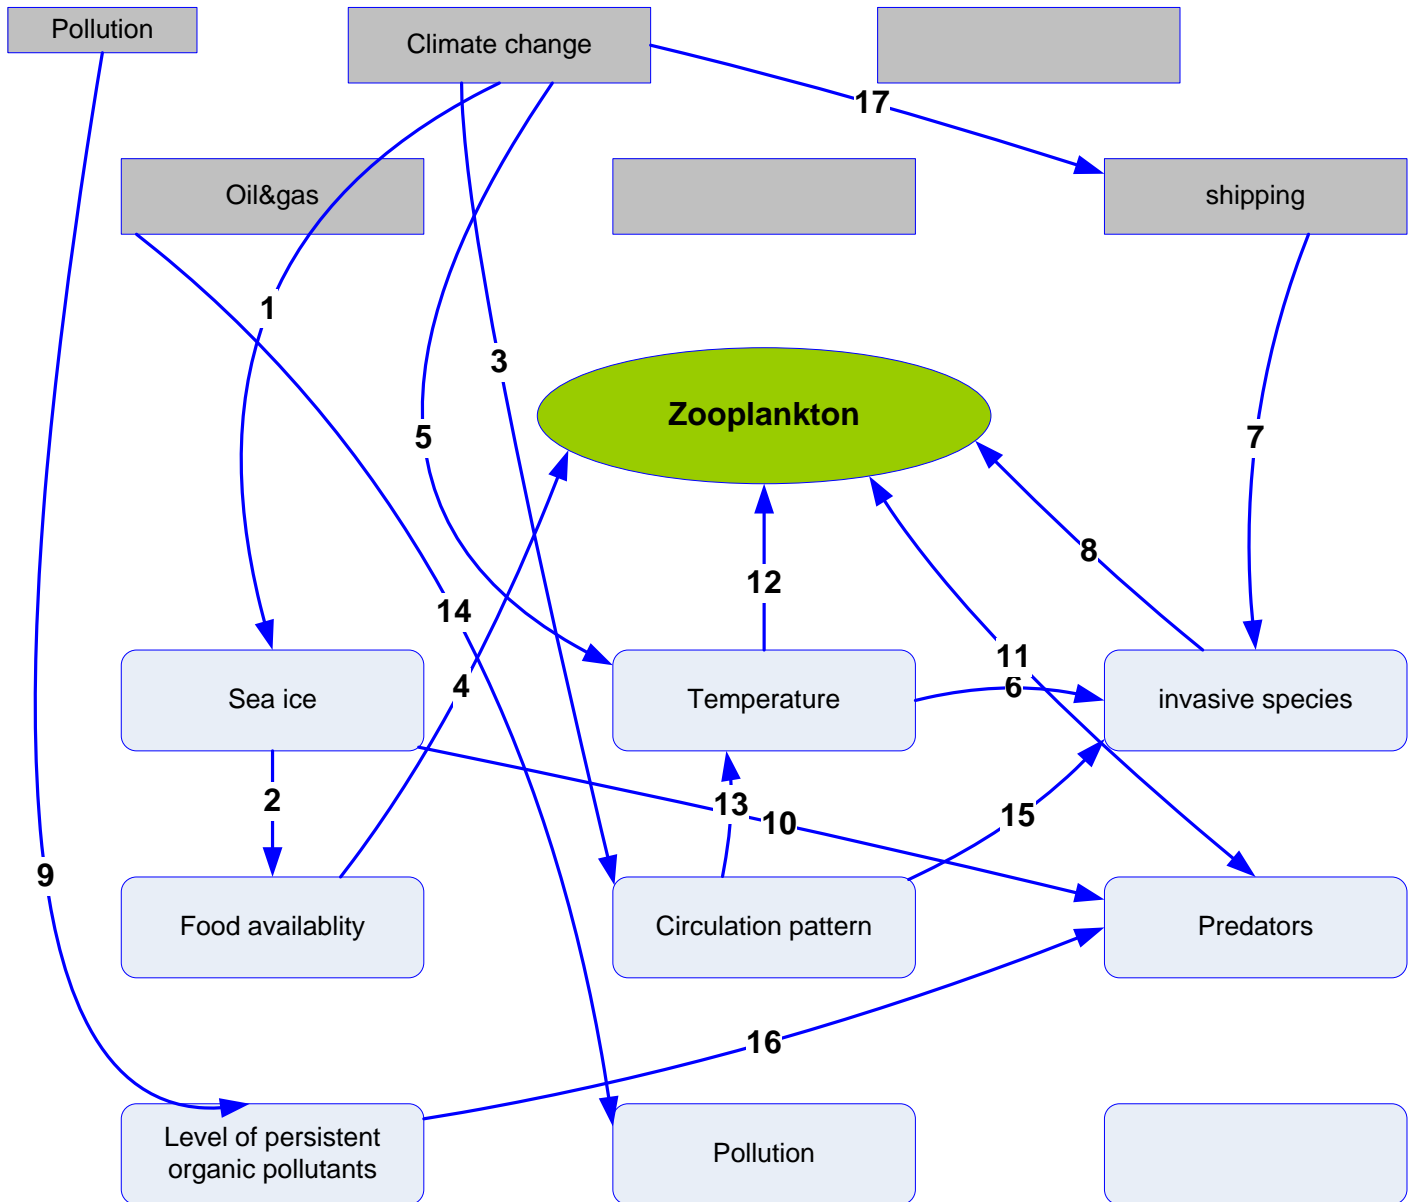 Pollution
Climate change
17
Oil&gas
shipping
1
3
5
Zooplankton
7
8
12
14
11
4
6
Sea ice
Temperature
invasive species
2
13
10
15
9
Food availablity
Circulation pattern
Predators
16
Level of persistent
organic pollutants
Pollution